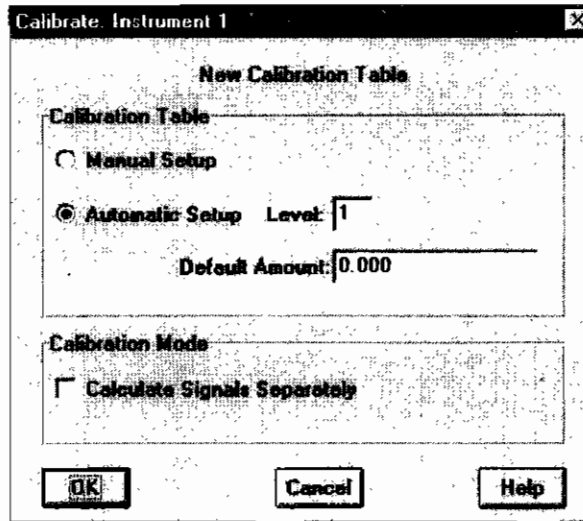 Calibrate: Instrument 1
New Calibration Table
Calibration Table
Manual Setup
Automatic Setup Level: 1
Default Amount: 0.000
Calibration Mode
Calculate Signals Separately
OK Cancel Help